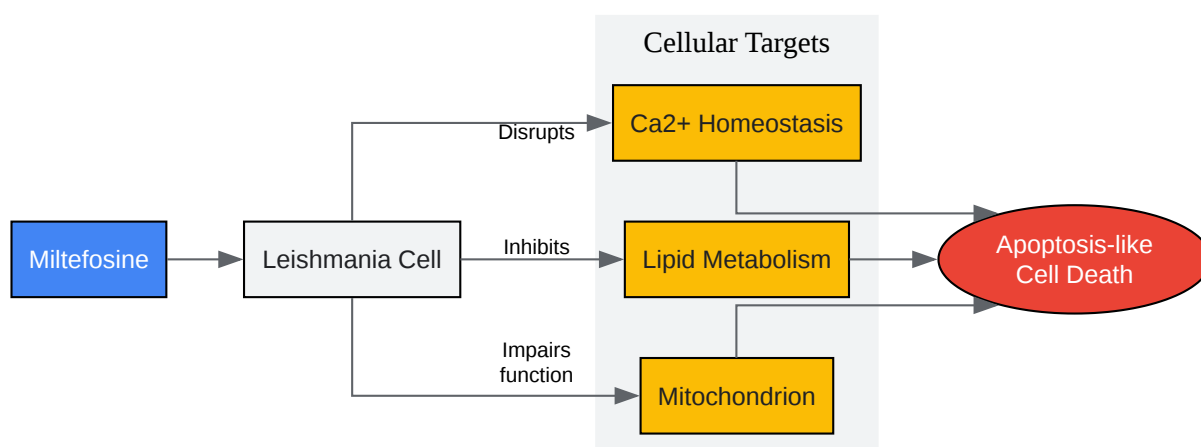 Cellular Targets
Ca2+ Homeostasis
Disrupts
Miltefosine
Leishmania Cell
Inhibits
Lipid Metabolism
Apoptosis-like
Cell Death
Impairs
function
Mitochondrion